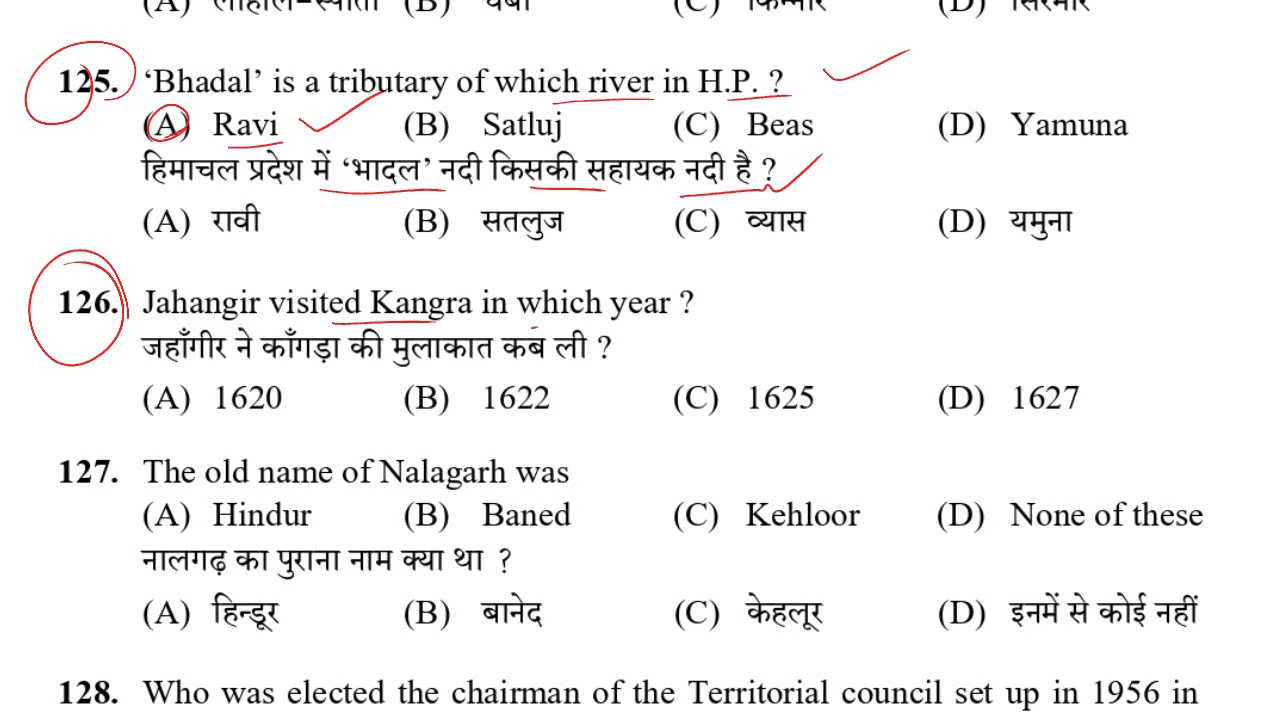 (A) लाहौल-स्पीती (B) चंबा (C) किन्नौर (D) सिरमौर
125. ‘Bhadal’ is a tributary of which river in H.P. ?
(A) Ravi (B) Satluj (C) Beas (D) Yamuna
हिमाचल प्रदेश में ‘भादल’ नदी किसकी सहायक नदी है ?
(A) रावी (B) सतलुज (C) व्यास (D) यमुना
126. Jahangir visited Kangra in which year ?
जहाँगीर ने काँगड़ा की मुलाकात कब ली ?
(A) 1620 (B) 1622 (C) 1625 (D) 1627
127. The old name of Nalagarh was
(A) Hindur (B) Baned (C) Kehloor (D) None of these
नालगढ़ का पुराना नाम क्या था ?
(A) हिन्डूर (B) बानेद (C) केहलूर (D) इनमें से कोई नहीं
128. Who was elected the chairman of the Territorial council set up in 1956 in